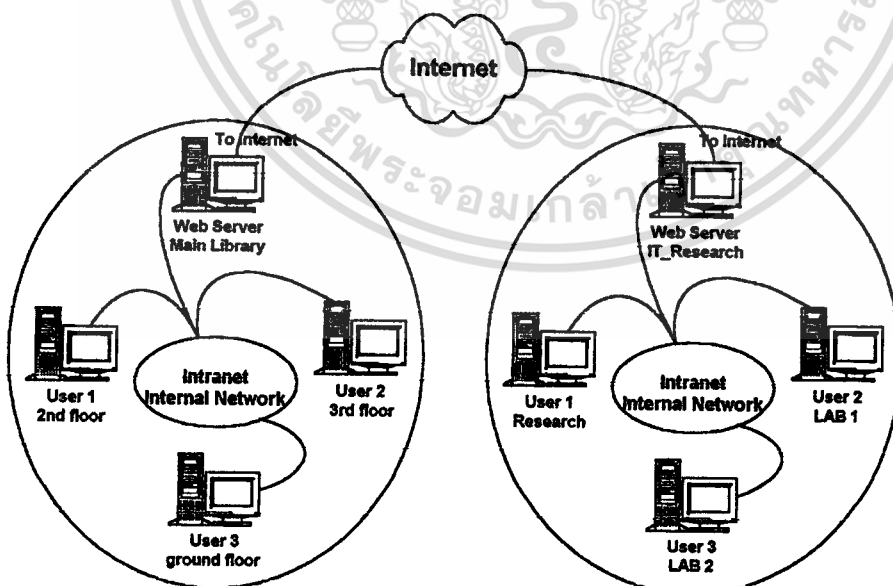 Internet
To Internet
Web Server
Main Library
User 1
2nd floor
Intranet
Internal Network
User 2
3rd floor
User 3
ground floor
To Internet
Web Server
IT_Research
User 1
Research
Intranet
Internal Network
User 2
LAB 1
User 3
LAB 2